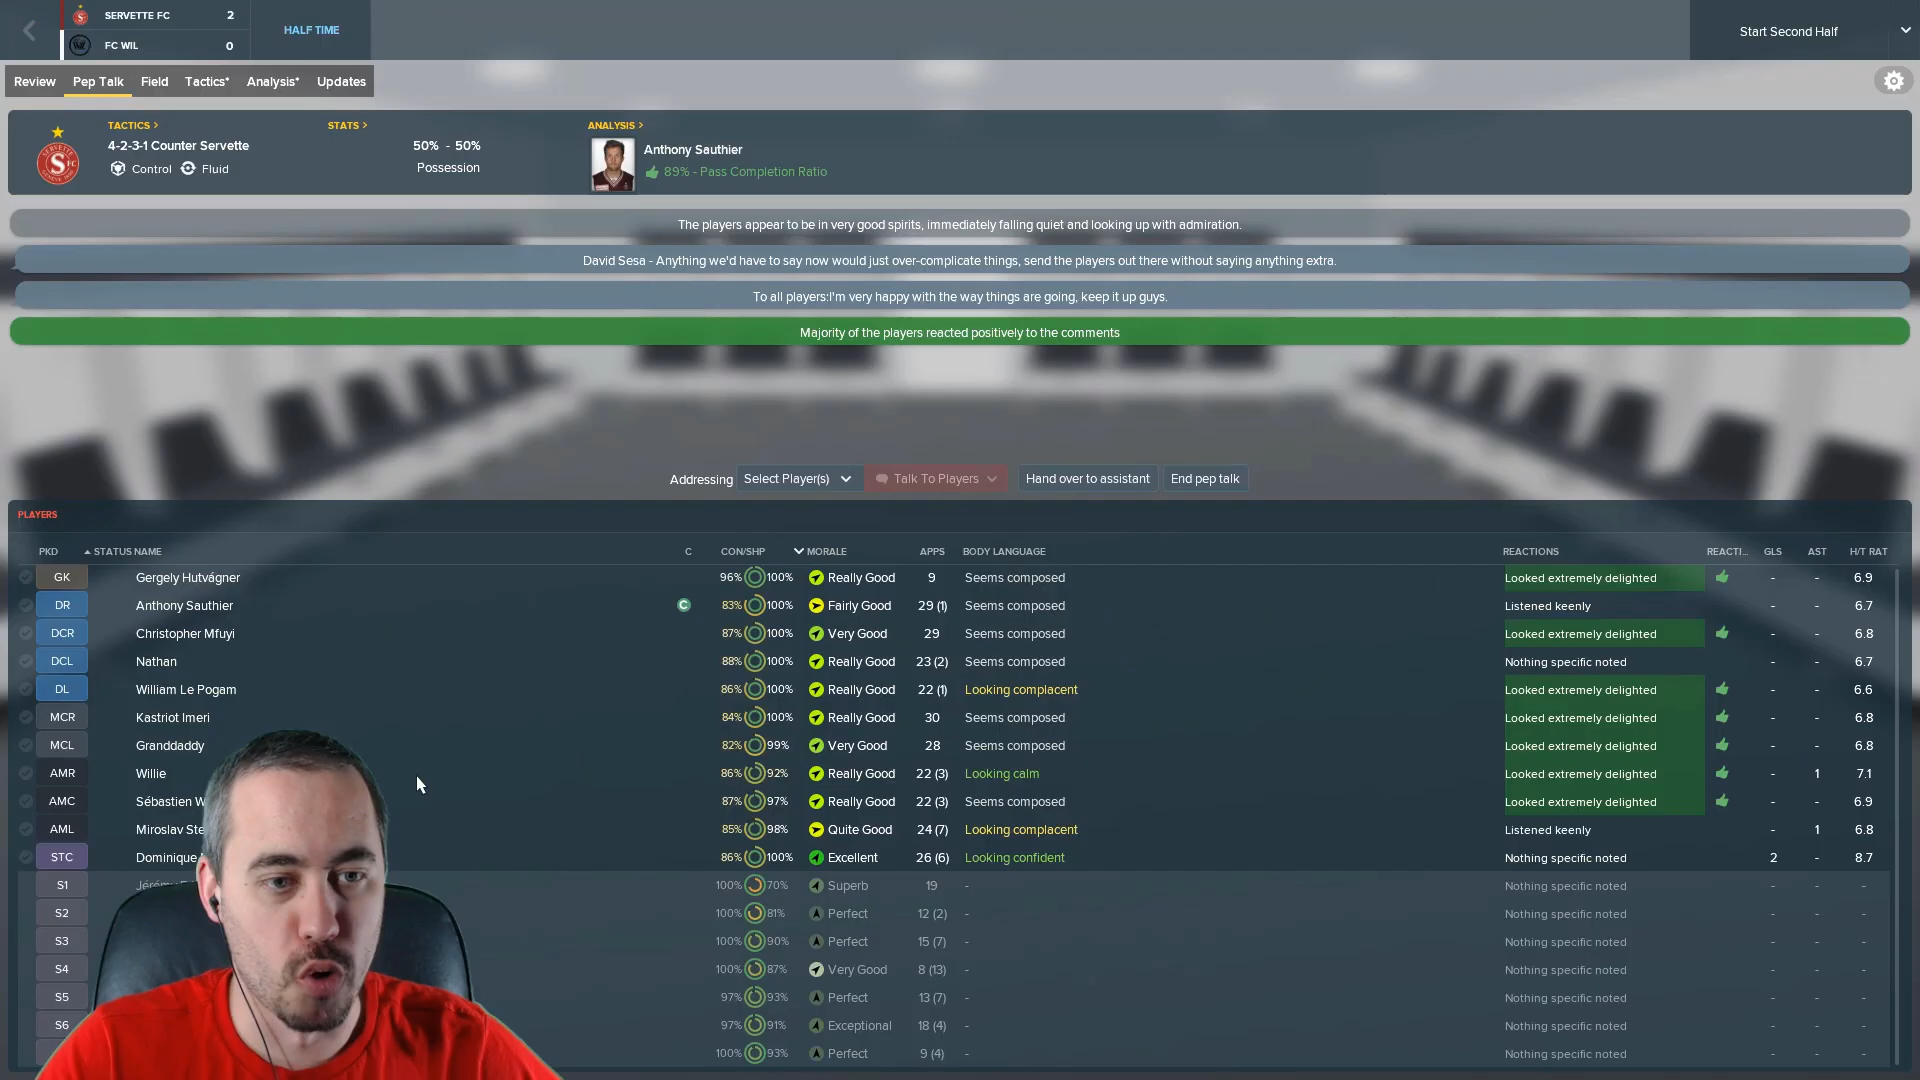 SERVETTE FC 2
FC WIL 0
HALF TIME
Start Second Half
Review Pep Talk Field Tactics* Analysis* Updates
TACTICS > STATS > ANALYSIS >
4-2-3-1 Counter Servette 50% - 50% Anthony Sauthier
Control Fluid Possession 89% - Pass Completion Ratio
The players appear to be in very good spirits, immediately falling quiet and looking up with admiration.
David Sesa - Anything we'd have to say now would just over-complicate things, send the players out there without saying anything extra.
To all players:I'm very happy with the way things are going, keep it up guys.
Majority of the players reacted positively to the comments
Addressing Select Player(s) Talk To Players Hand over to assistant End pep talk
PLAYERS
PKD STATUS NAME C CON/SHP MORALE APPS BODY LANGUAGE REACTIONS REACTI... GLS AST H/T RAT
GK Gergely Hutvágner 96% 100% Really Good 9 Seems composed Looked extremely delighted - - 6.9
DR Anthony Sauthier C 83% 100% Fairly Good 29 (1) Seems composed Listened keenly - - 6.7
DCR Christopher Mfuyi 87% 100% Very Good 29 Seems composed Looked extremely delighted - - 6.8
DCL Nathan 88% 100% Really Good 23 (2) Seems composed Nothing specific noted - - 6.7
DL William Le Pogam 86% 100% Really Good 22 (1) Looking complacent Looked extremely delighted - - 6.6
MCR Kastriot Imeri 84% 100% Really Good 30 Seems composed Looked extremely delighted - - 6.8
MCL Granddaddy 82% 99% Very Good 28 Seems composed Looked extremely delighted - - 6.8
AMR Willie 86% 92% Really Good 22 (3) Looking calm Looked extremely delighted - 1 7.1
AMC Sébastien 87% 97% Really Good 22 (3) Seems composed Looked extremely delighted - - 6.9
AML Miroslav 85% 98% Quite Good 24 (7) Looking complacent Listened keenly - 1 6.8
STC Dominique 86% 100% Excellent 26 (6) Looking confident Nothing specific noted 2 - 8.7
S1 100% 70% Superb 19 - Nothing specific noted - - -
S2 100% 81% Perfect 12 (2) - Nothing specific noted - - -
S3 100% 90% Perfect 15 (7) - Nothing specific noted - - -
S4 100% 87% Very Good 8 (13) - Nothing specific noted - - -
S5 97% 93% Perfect 13 (7) - Nothing specific noted - - -
S6 97% 91% Exceptional 18 (4) - Nothing specific noted - - -
100% 93% Perfect 9 (4) - Nothing specific noted - - -